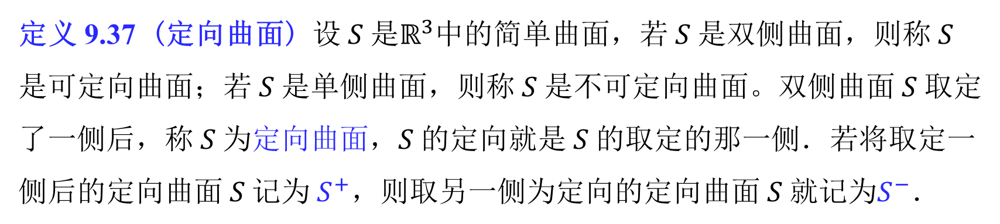 定义 9.37（定向曲面）设 S 是ℝ³中的简单曲面，若 S 是双侧曲面，则称 S
是可定向曲面；若 S 是单侧曲面，则称 S 是不可定向曲面。双侧曲面 S 取定
了一侧后，称 S 为定向曲面，S 的定向就是 S 的取定的那一価．若将取定一
侧后的定向曲面 S 记为 S⁺，则取另一侧为定向的定向曲面 S 就记为S⁻．